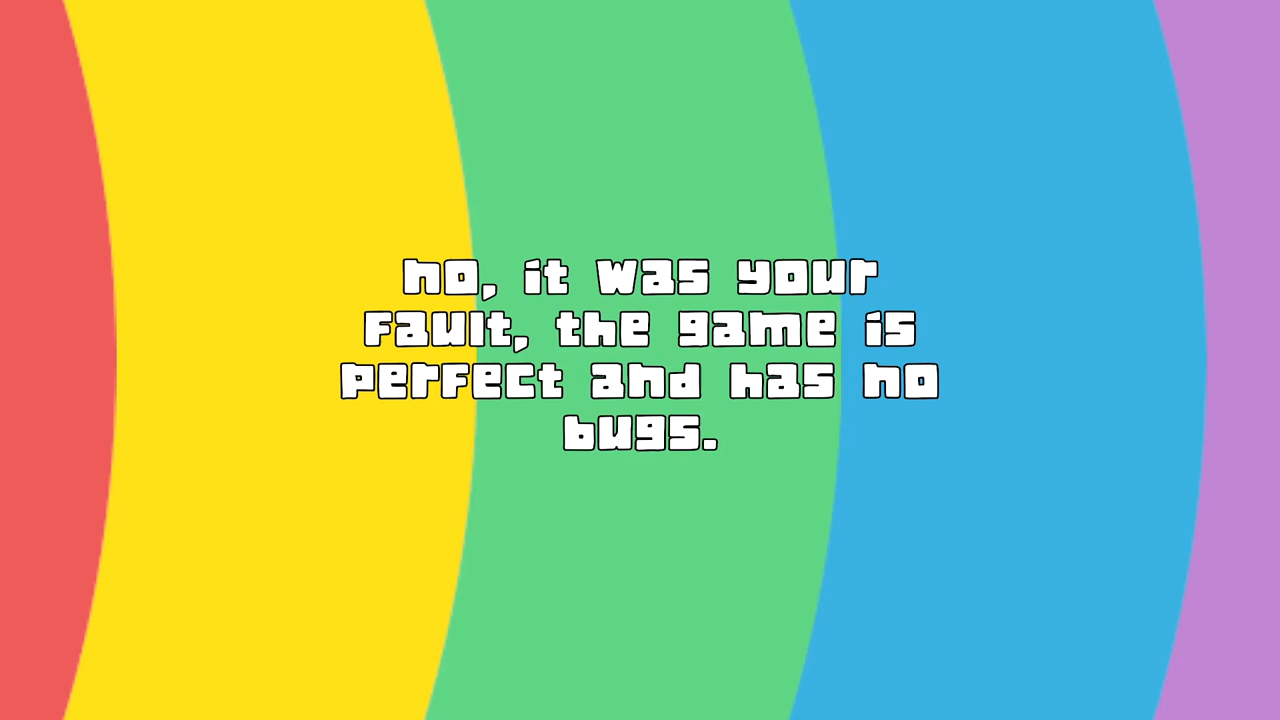 no, it was your
fault, the game is
perfect and has no
bugs.